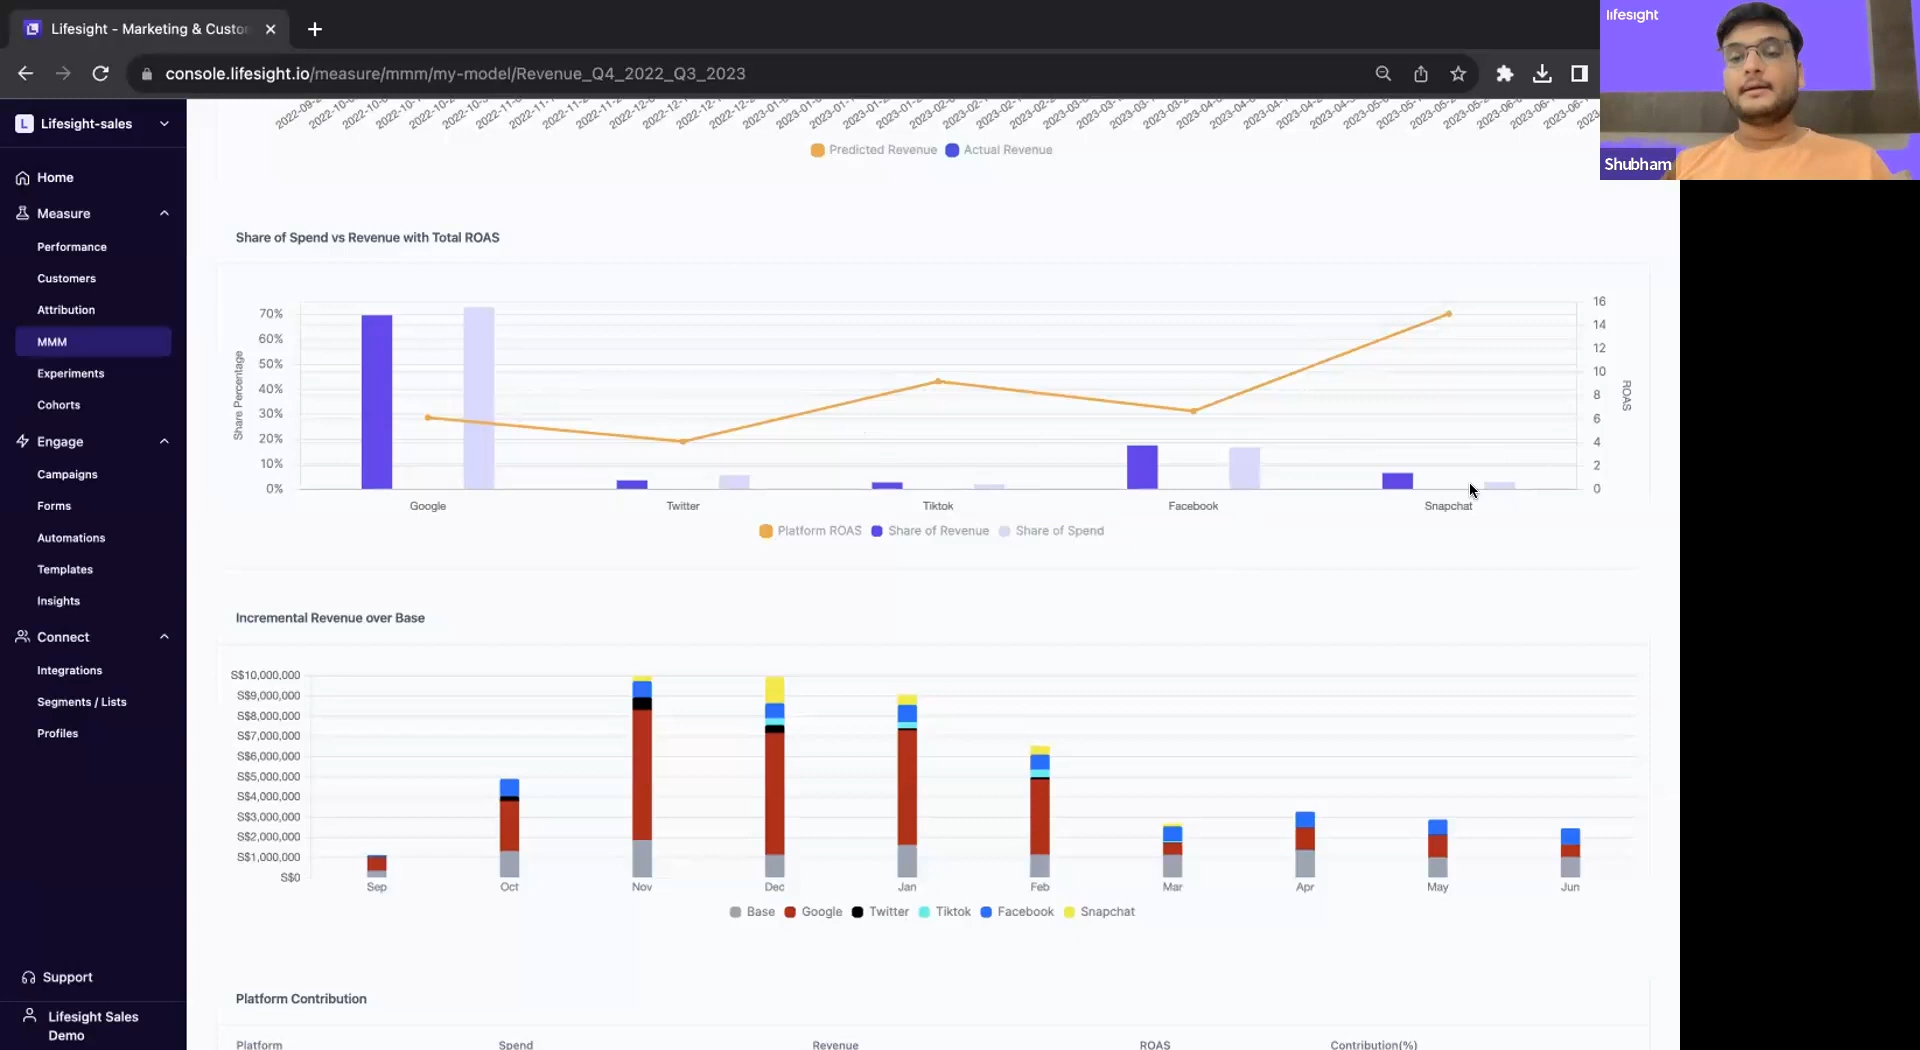 Lifesight - Marketing & Custo
console.lifesight.io/measure/mmm/my-model/Revenue_Q4_2022_Q3_2023
lifesight
Shubham
Lifesight-sales
Home
Measure
Performance
Customers
Attribution
MMM
Experiments
Cohorts
Engage
Campaigns
Forms
Automations
Templates
Insights
Connect
Integrations
Segments / Lists
Profiles
Support
Lifesight Sales
Demo
Predicted Revenue Actual Revenue
Share of Spend vs Revenue with Total ROAS
Share Percentage
70%
60%
50%
40%
30%
20%
10%
0%
16
14
12
10
8
6
4
2
0
ROAS
Google Twitter Tiktok Facebook Snapchat
Platform ROAS Share of Revenue Share of Spend
Incremental Revenue over Base
S$10,000,000
S$9,000,000
S$8,000,000
S$7,000,000
S$6,000,000
S$5,000,000
S$4,000,000
S$3,000,000
S$2,000,000
S$1,000,000
S$0
Sep Oct Nov Dec Jan Feb Mar Apr May Jun
Base Google Twitter Tiktok Facebook Snapchat
Platform Contribution
Platform Spend Revenue ROAS Contribution(%)